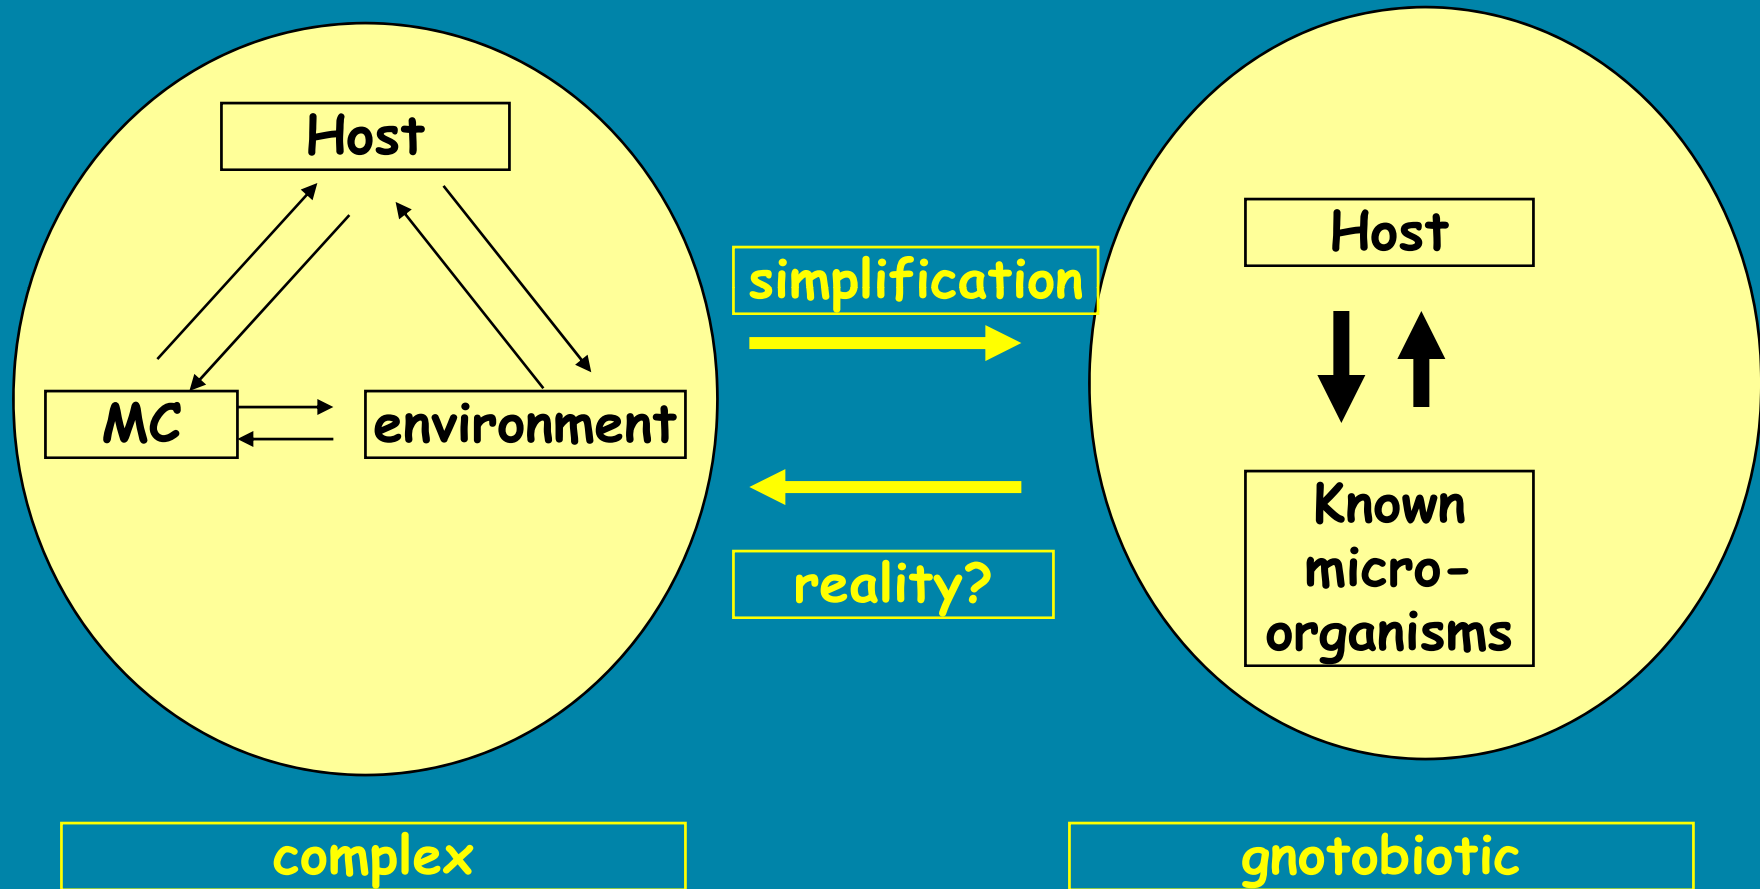 Host
MC
environment
complex
simplification
reality?
Host
Known
micro-
organisms
gnotobiotic